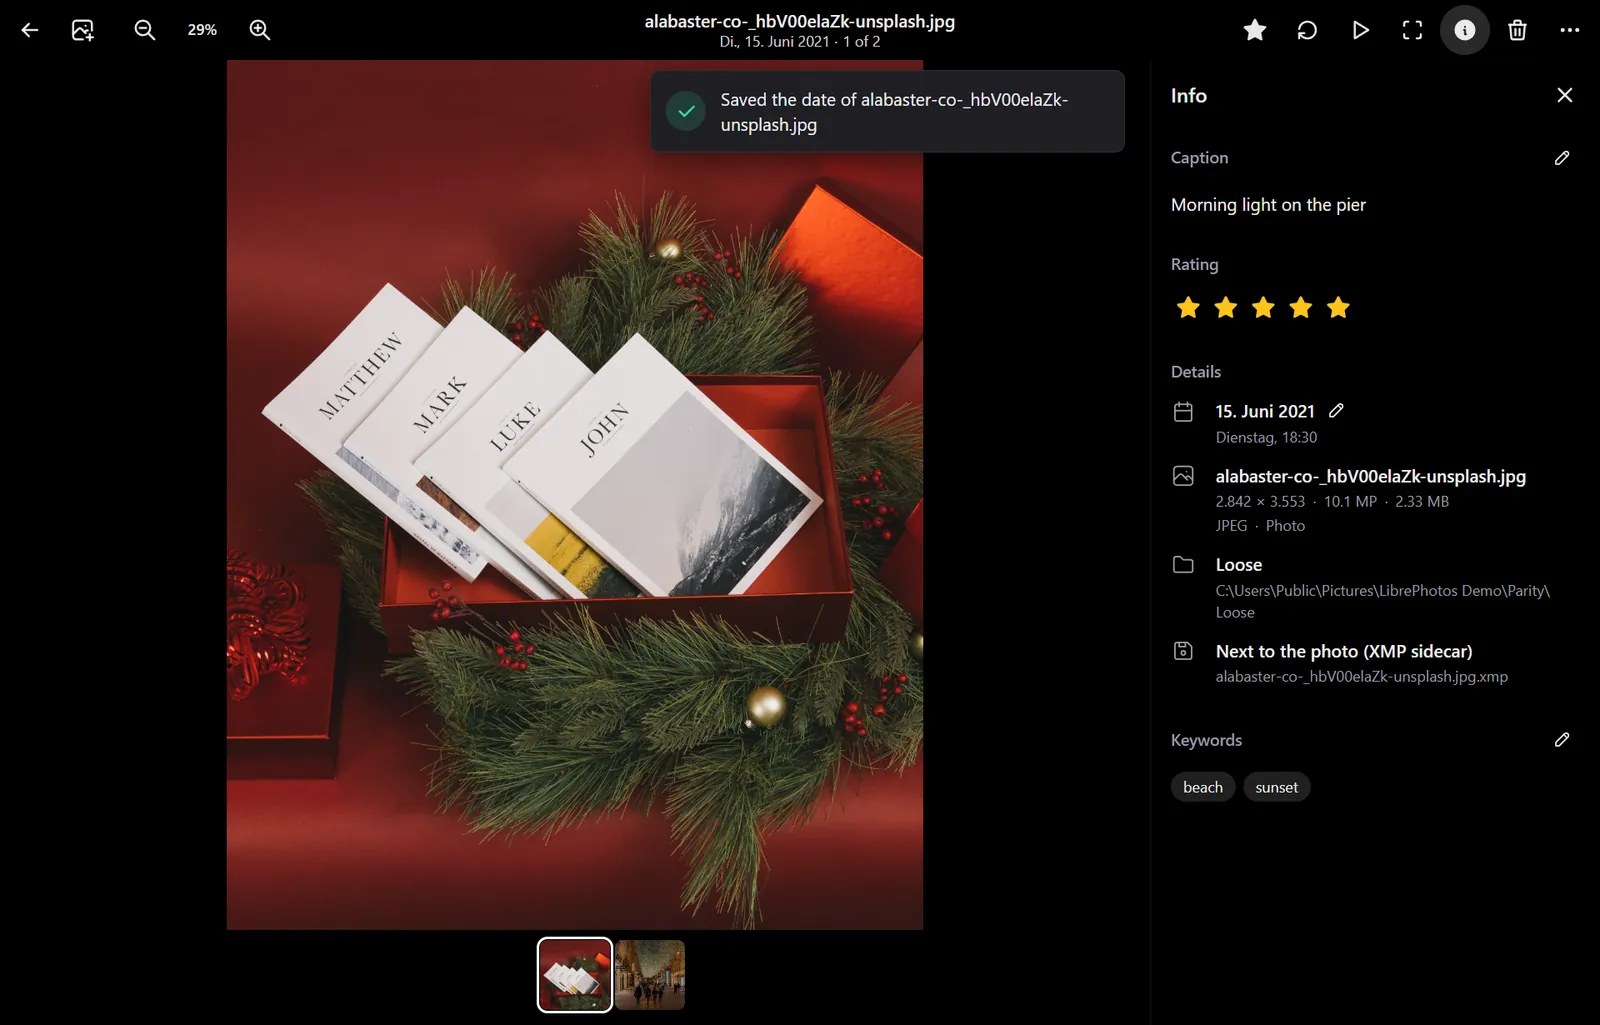 29%
alabaster-co-_hbV00elaZk-unsplash.jpg
Di., 15. Juni 2021 · 1 of 2
Saved the date of alabaster-co-_hbV00elaZk-
unsplash.jpg
MATTHEW
MARK
LUKE
JOHN
Info
Caption
Morning light on the pier
Rating
Details
15. Juni 2021
Dienstag, 18:30
alabaster-co-_hbV00elaZk-unsplash.jpg
2.842 × 3.553 · 10.1 MP · 2.33 MB
JPEG · Photo
Loose
C:\Users\Public\Pictures\LibrePhotos Demo\Parity\
Loose
Next to the photo (XMP sidecar)
alabaster-co-_hbV00elaZk-unsplash.jpg.xmp
Keywords
beach
sunset